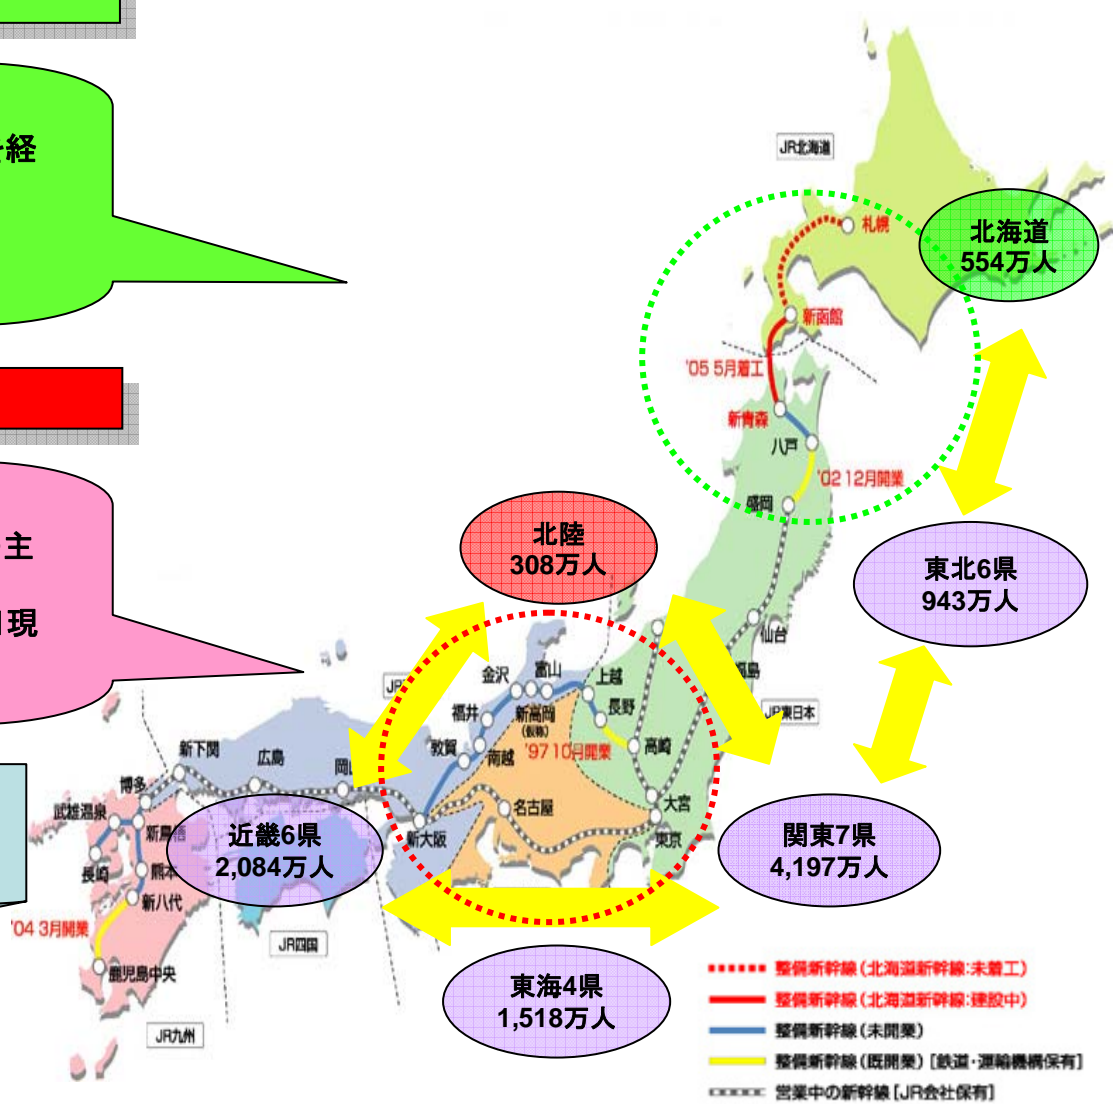 経
主
現
JR北海道
札幌
北海道
554万人
新函館
'05 5月着工
新青森
八戸
'02 12月開業
盛岡
東北6県
943万人
北陸
308万人
仙台
島
JR東日本
JR
金沢
富山
上越
福井
新高岡
(仮称)
長野
敦賀
南越
'97 10月開業
高崎
新下関
広島
岡
博多
武雄温泉
新鳥栖
名古屋
大宮
新大阪
東京
近畿6県
2,084万人
関東7県
4,197万人
長崎
熊本
新八代
'04 3月開業
鹿児島中央
JR四国
東海4県
1,518万人
JR九州
整備新幹線(北海道新幹線:未着工)
整備新幹線(北海道新幹線:建設中)
整備新幹線(未開業)
整備新幹線(既開業)[鉄道・運輸機構保有]
営業中の新幹線[JR会社保有]